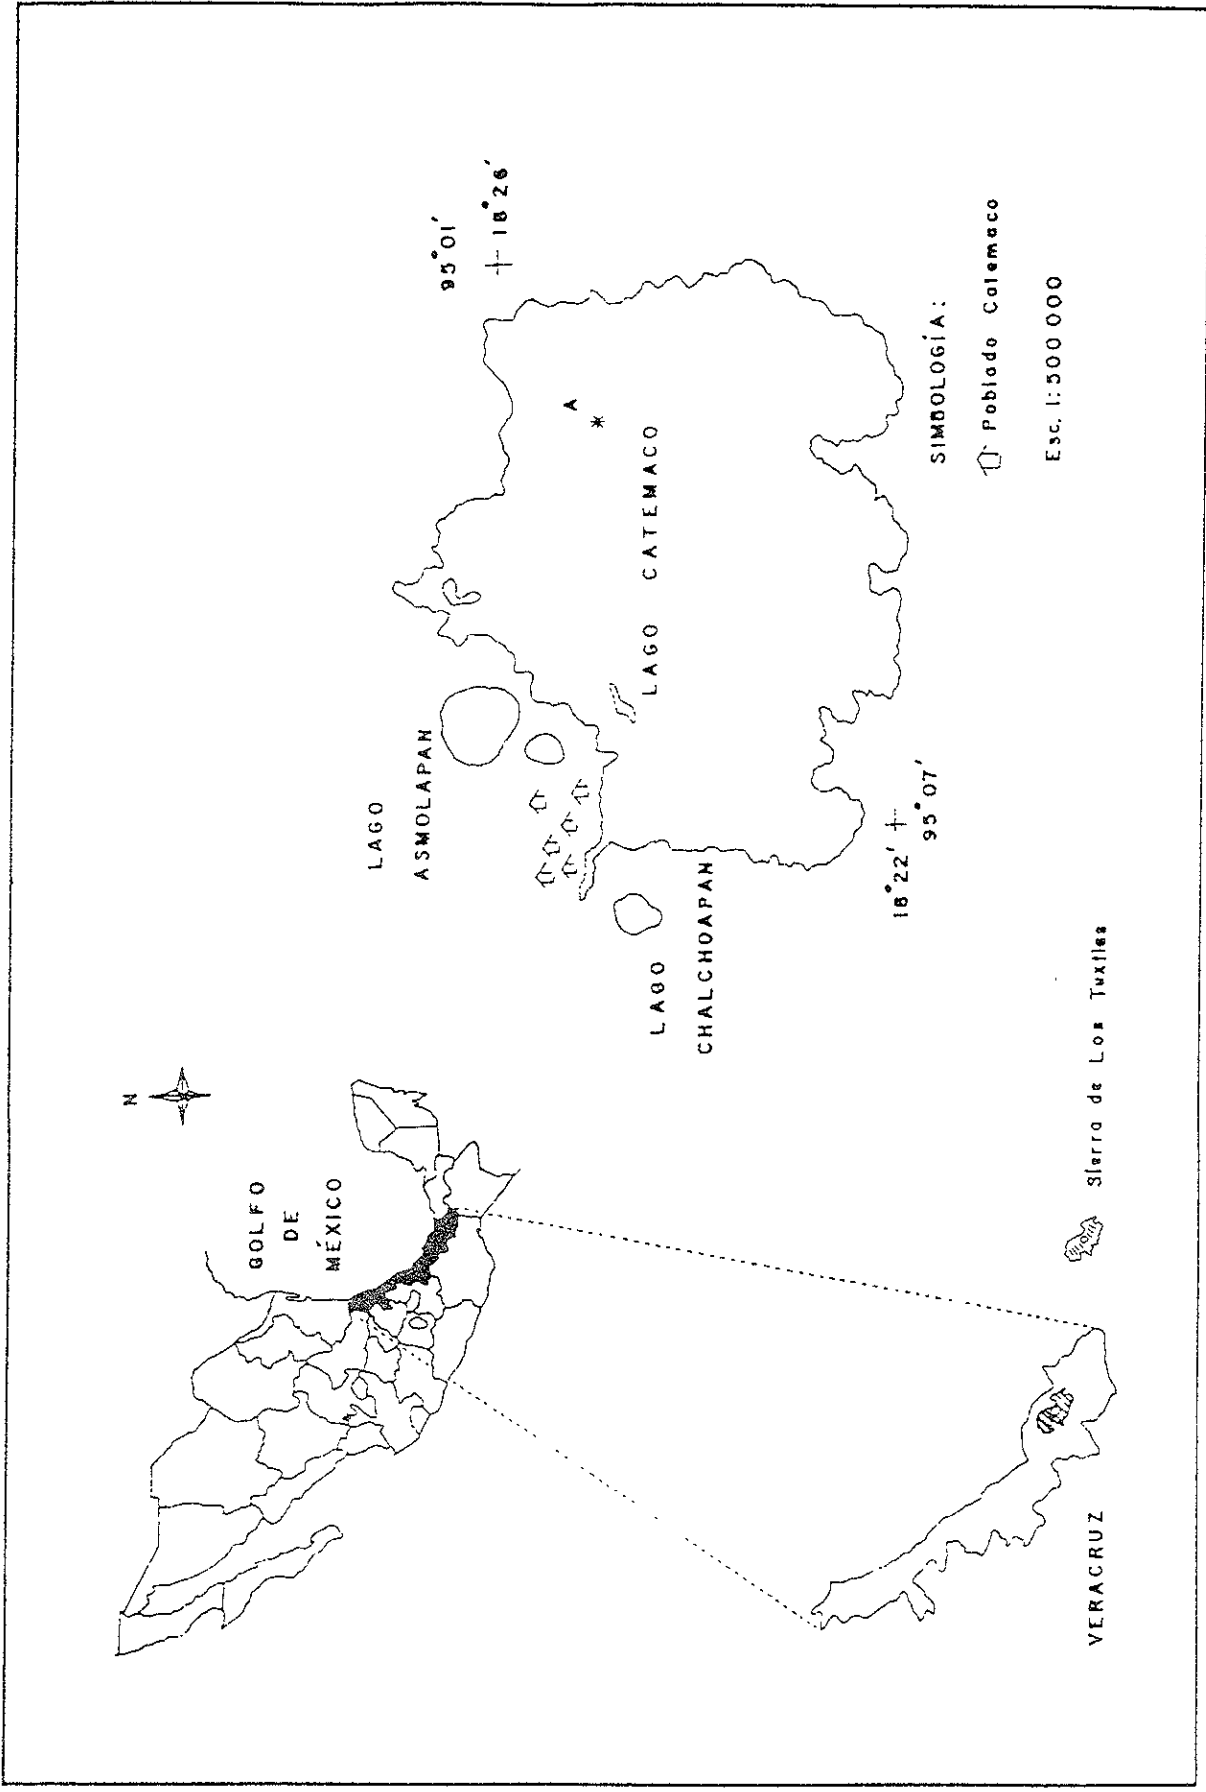 N
GOLFO
DE
MÉXICO
VERACRUZ
Sierra de Los Tuxtlas
LAGO
ASMOLAPAN
LAGO
CHALCHOAPAN
LAGO CATEMACO
A
95°01'
18°26'
18°22'
95°07'
SIMBOLOGÍA:
Poblado Catemaco
Esc. 1:500 000